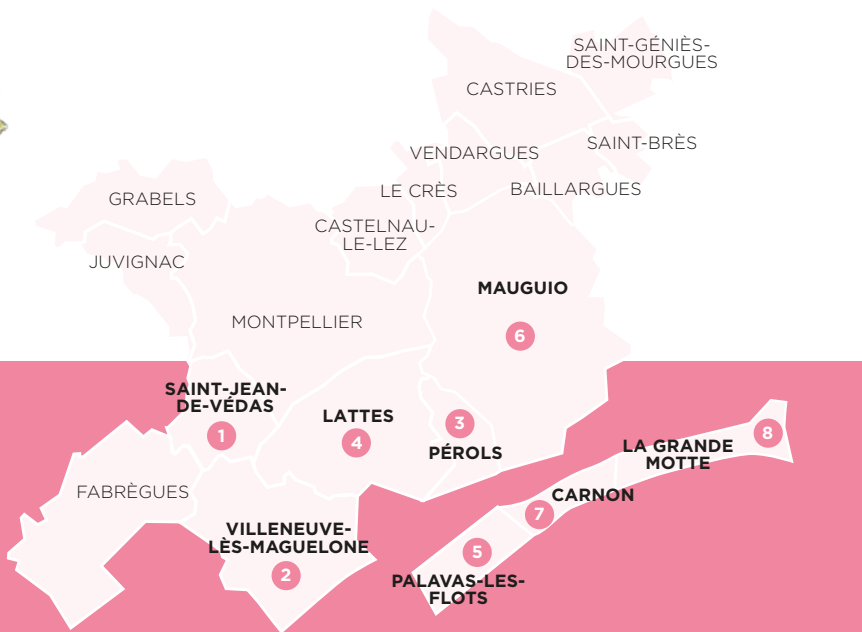 SAINT-GÉNIÈS-
DES-MOURGUES
CASTRIES
SAINT-BRÈS
VENDARGUES
LE CRÈS
BAILLARGUES
GRABELS
CASTELNAU-
LE-LEZ
JUVIGNAC
MAUGUIO
6
MONTPELLIER
SAINT-JEAN-
DE-VÉDAS
1
LATTES
4
3
PÉROLS
8
LA GRANDE
MOTTE
FABRÈGUES
CARNON
7
VILLENEUVE-
LÈS-MAGUELONE
2
5
PALAVAS-LES-
FLOTS